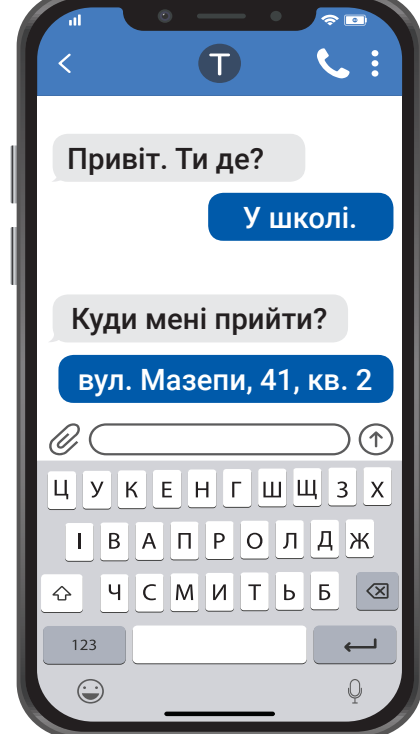 T
Привіт. Ти де?
У школі.
Куди мені прийти?
вул. Мазепи, 41, кв. 2
Ц У К Е Н Г Ш Щ З Х
І В А П Р О Л Д Ж
Ч С М И Т Ь Б
123